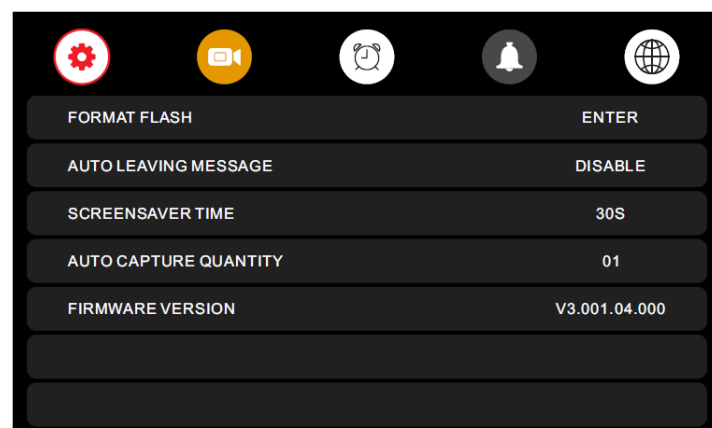 FORMAT FLASH ENTER
AUTO LEAVING MESSAGE DISABLE
SCREENSAVER TIME 30S
AUTO CAPTURE QUANTITY 01
FIRMWARE VERSION V3.001.04.000